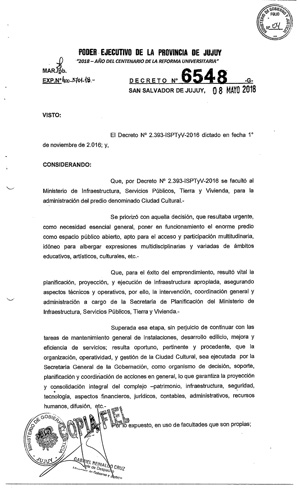 PODER EJECUTIVO DE LA PROVINCIA DE JUJUY
"2018 – AÑO DEL CENTENARIO DE LA REFORMA UNIVERSITARIA"
DECRETO Nº 6548 -G-
EXP.Nº
SAN SALVADOR DE JUJUY, 08 MAYO 2018
VISTO:
El Decreto Nº 2.393-ISPTyV-2016 dictado en fecha 1°
de noviembre de 2.016; y,
CONSIDERANDO:
Que, por Decreto Nº 2.393-ISPTyV-2016 se facultó al
Ministerio de Infraestructura, Servicios Públicos, Tierra y Vivienda, para la
administración del predio denominado Ciudad Cultural.-
Se priorizó con aquella decisión, que resultaba urgente,
como necesidad esencial general, poner en funcionamiento el enorme predio
como espacio público abierto, apto para el acceso y participación multitudinaria,
idóneo para albergar expresiones multidisciplinarias y variadas de ámbitos
educativos, artísticos, culturales, etc.-
Que, para el éxito del emprendimiento, resultó vital la
planificación, proyección, y ejecución de infraestructura apropiada, asegurando
aspectos técnicos y operativos, por ello, la intervención, coordinación general y
administración a cargo de la Secretaría de Planificación del Ministerio de
Infraestructura, Servicios Públicos, Tierra y Vivienda.-
Superada esa etapa, sin perjuicio de continuar con las
tareas de mantenimiento general de instalaciones, desarrollo edilicio, mejora y
eficiencia de servicios; resulta oportuno, pertinente y procedente, que la
organización, operatividad, y gestión de la Ciudad Cultural, sea ejecutada por la
Secretaría General de la Gobernación, como organismo de decisión, soporte,
planificación y coordinación de acciones en general, lo que garantiza la proyección
y consolidación integral del complejo –patrimonio, infraestructura, seguridad,
tecnología, aspectos financieros, jurídicos, contables, administrativos, recursos
humanos, difusión, etc.-
Por lo expuesto, en uso de facultades que son propias;
COPIA FIEL